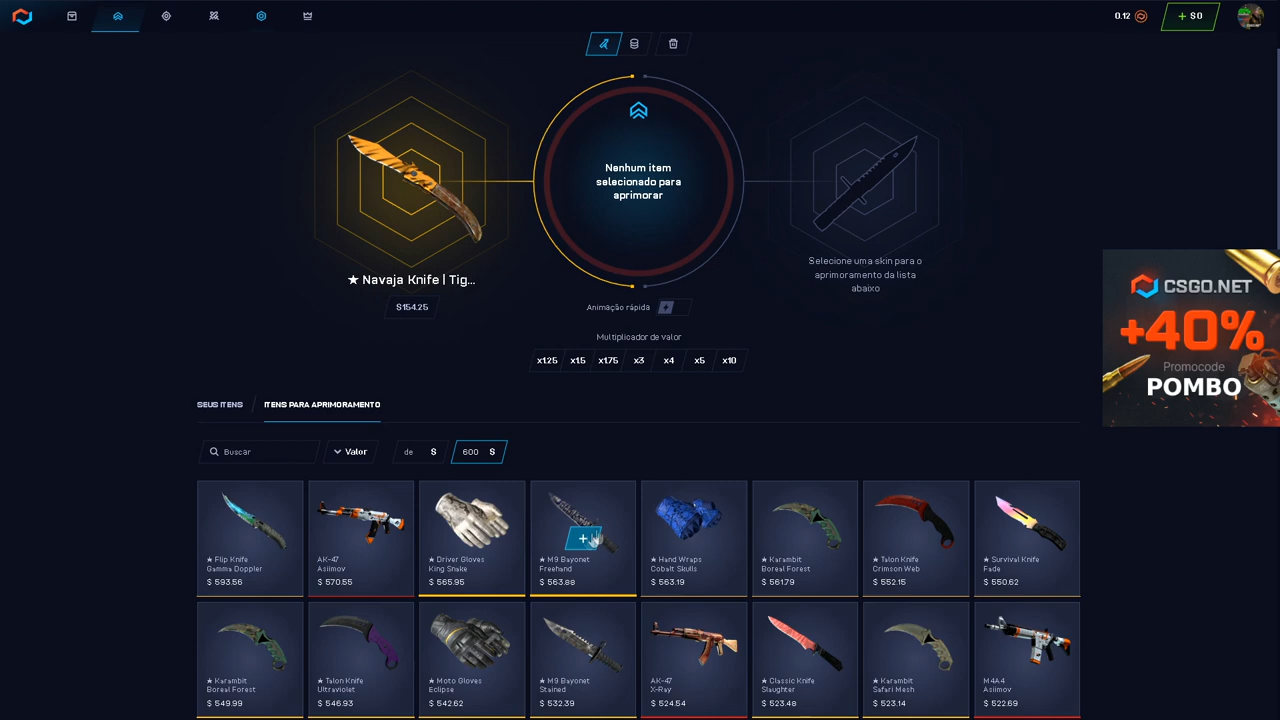 0.12
+ $0
Nenhum item
selecionado para
aprimorar
★ Navaja Knife | Tig...
$154.25
Selecione uma skin para o
aprimoramento da lista
abaixo
Animação rápida
Multiplicador de valor
x1.25 x1.5 x1.75 x3 x4 x5 x10
CSGO.NET
+40%
Promocode
POMBO
SEUS ITENS / ITENS PARA APRIMORAMENTO
Buscar
Valor
de $
600 $
★ Flip Knife
Gamma Doppler
$ 593.56
AK-47
Asiimov
$ 570.55
★ Driver Gloves
King Snake
$ 565.95
★ M9 Bayonet
Freehand
$ 563.88
★ Hand Wraps
Cobalt Skulls
$ 563.19
★ Karambit
Boreal Forest
$ 561.79
★ Talon Knife
Crimson Web
$ 552.15
★ Survival Knife
Fade
$ 550.62
★ Karambit
Boreal Forest
$ 549.99
★ Talon Knife
Ultraviolet
$ 546.93
★ Moto Gloves
Eclipse
$ 542.62
★ M9 Bayonet
Stained
$ 532.39
AK-47
X-Ray
$ 524.54
★ Classic Knife
Slaughter
$ 523.48
★ Karambit
Safari Mesh
$ 523.14
M4A4
Asiimov
$ 522.69